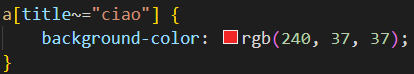 a[title~="ciao"] {
    background-color: rgb(240, 37, 37);
}